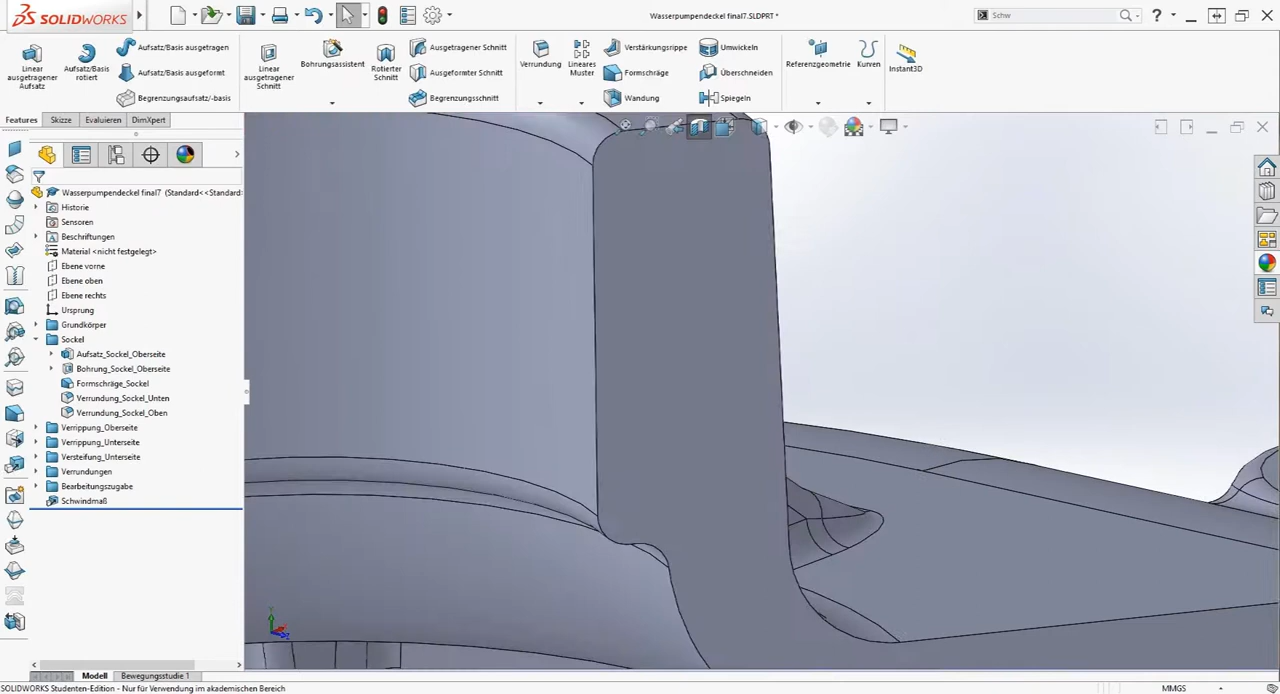 SOLIDWORKS
Wasserpumpendeckel final7.SLDPRT *
Schw
Linear ausgetragener Aufsatz
Aufsatz/Basis rotiert
Aufsatz/Basis ausgetragen
Aufsatz/Basis ausgeformt
Begrenzungsaufsatz/-basis
Linear ausgetragener Schnitt
Bohrungsassistent
Rotierter Schnitt
Ausgetragener Schnitt
Ausgeformter Schnitt
Begrenzungsschnitt
Verrundung
Lineares Muster
Verstärkungsrippe
Formschräge
Wandung
Umwickeln
Überschneiden
Spiegeln
Referenzgeometrie
Kurven
Instant3D
Features
Skizze
Evaluieren
DimXpert
Wasserpumpendeckel final7 (Standard<<Standard:
Historie
Sensoren
Beschriftungen
Material <nicht festgelegt>
Ebene vorne
Ebene oben
Ebene rechts
Ursprung
Grundkörper
Sockel
Aufsatz_Sockel_Oberseite
Bohrung_Sockel_Oberseite
Formschräge_Sockel
Verrundung_Sockel_Unten
Verrundung_Sockel_Oben
Verrippung_Oberseite
Verrippung_Unterseite
Versteifung_Unterseite
Verrundungen
Bearbeitungszugabe
Schwindmaß
Modell
Bewegungsstudie 1
SOLIDWORKS Studenten-Edition - Nur für Verwendung im akademischen Bereich
MMGS